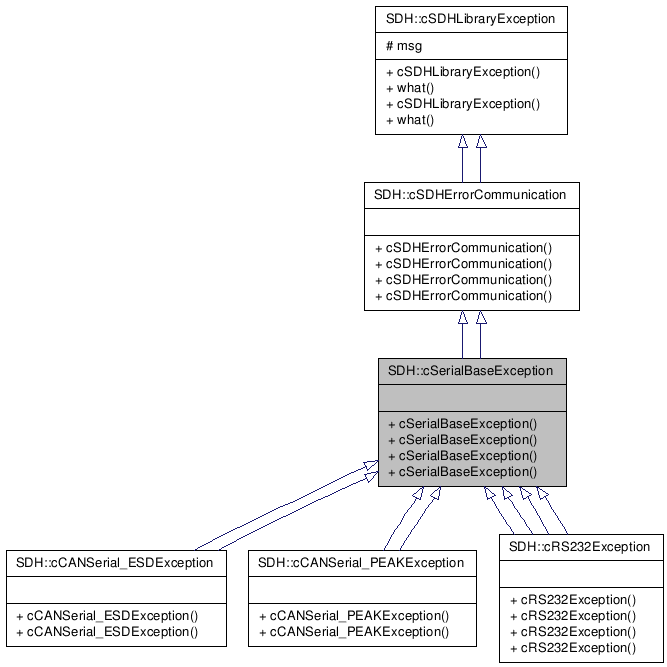 SDH::cSDHLibraryException
# msg
+ cSDHLibraryException()
+ what()
+ cSDHLibraryException()
+ what()
SDH::cSDHErrorCommunication
+ cSDHErrorCommunication()
+ cSDHErrorCommunication()
+ cSDHErrorCommunication()
+ cSDHErrorCommunication()
SDH::cSerialBaseException
+ cSerialBaseException()
+ cSerialBaseException()
+ cSerialBaseException()
+ cSerialBaseException()
SDH::cCANSerial_ESDException
+ cCANSerial_ESDException()
+ cCANSerial_ESDException()
SDH::cCANSerial_PEAKException
+ cCANSerial_PEAKException()
+ cCANSerial_PEAKException()
SDH::cRS232Exception
+ cRS232Exception()
+ cRS232Exception()
+ cRS232Exception()
+ cRS232Exception()